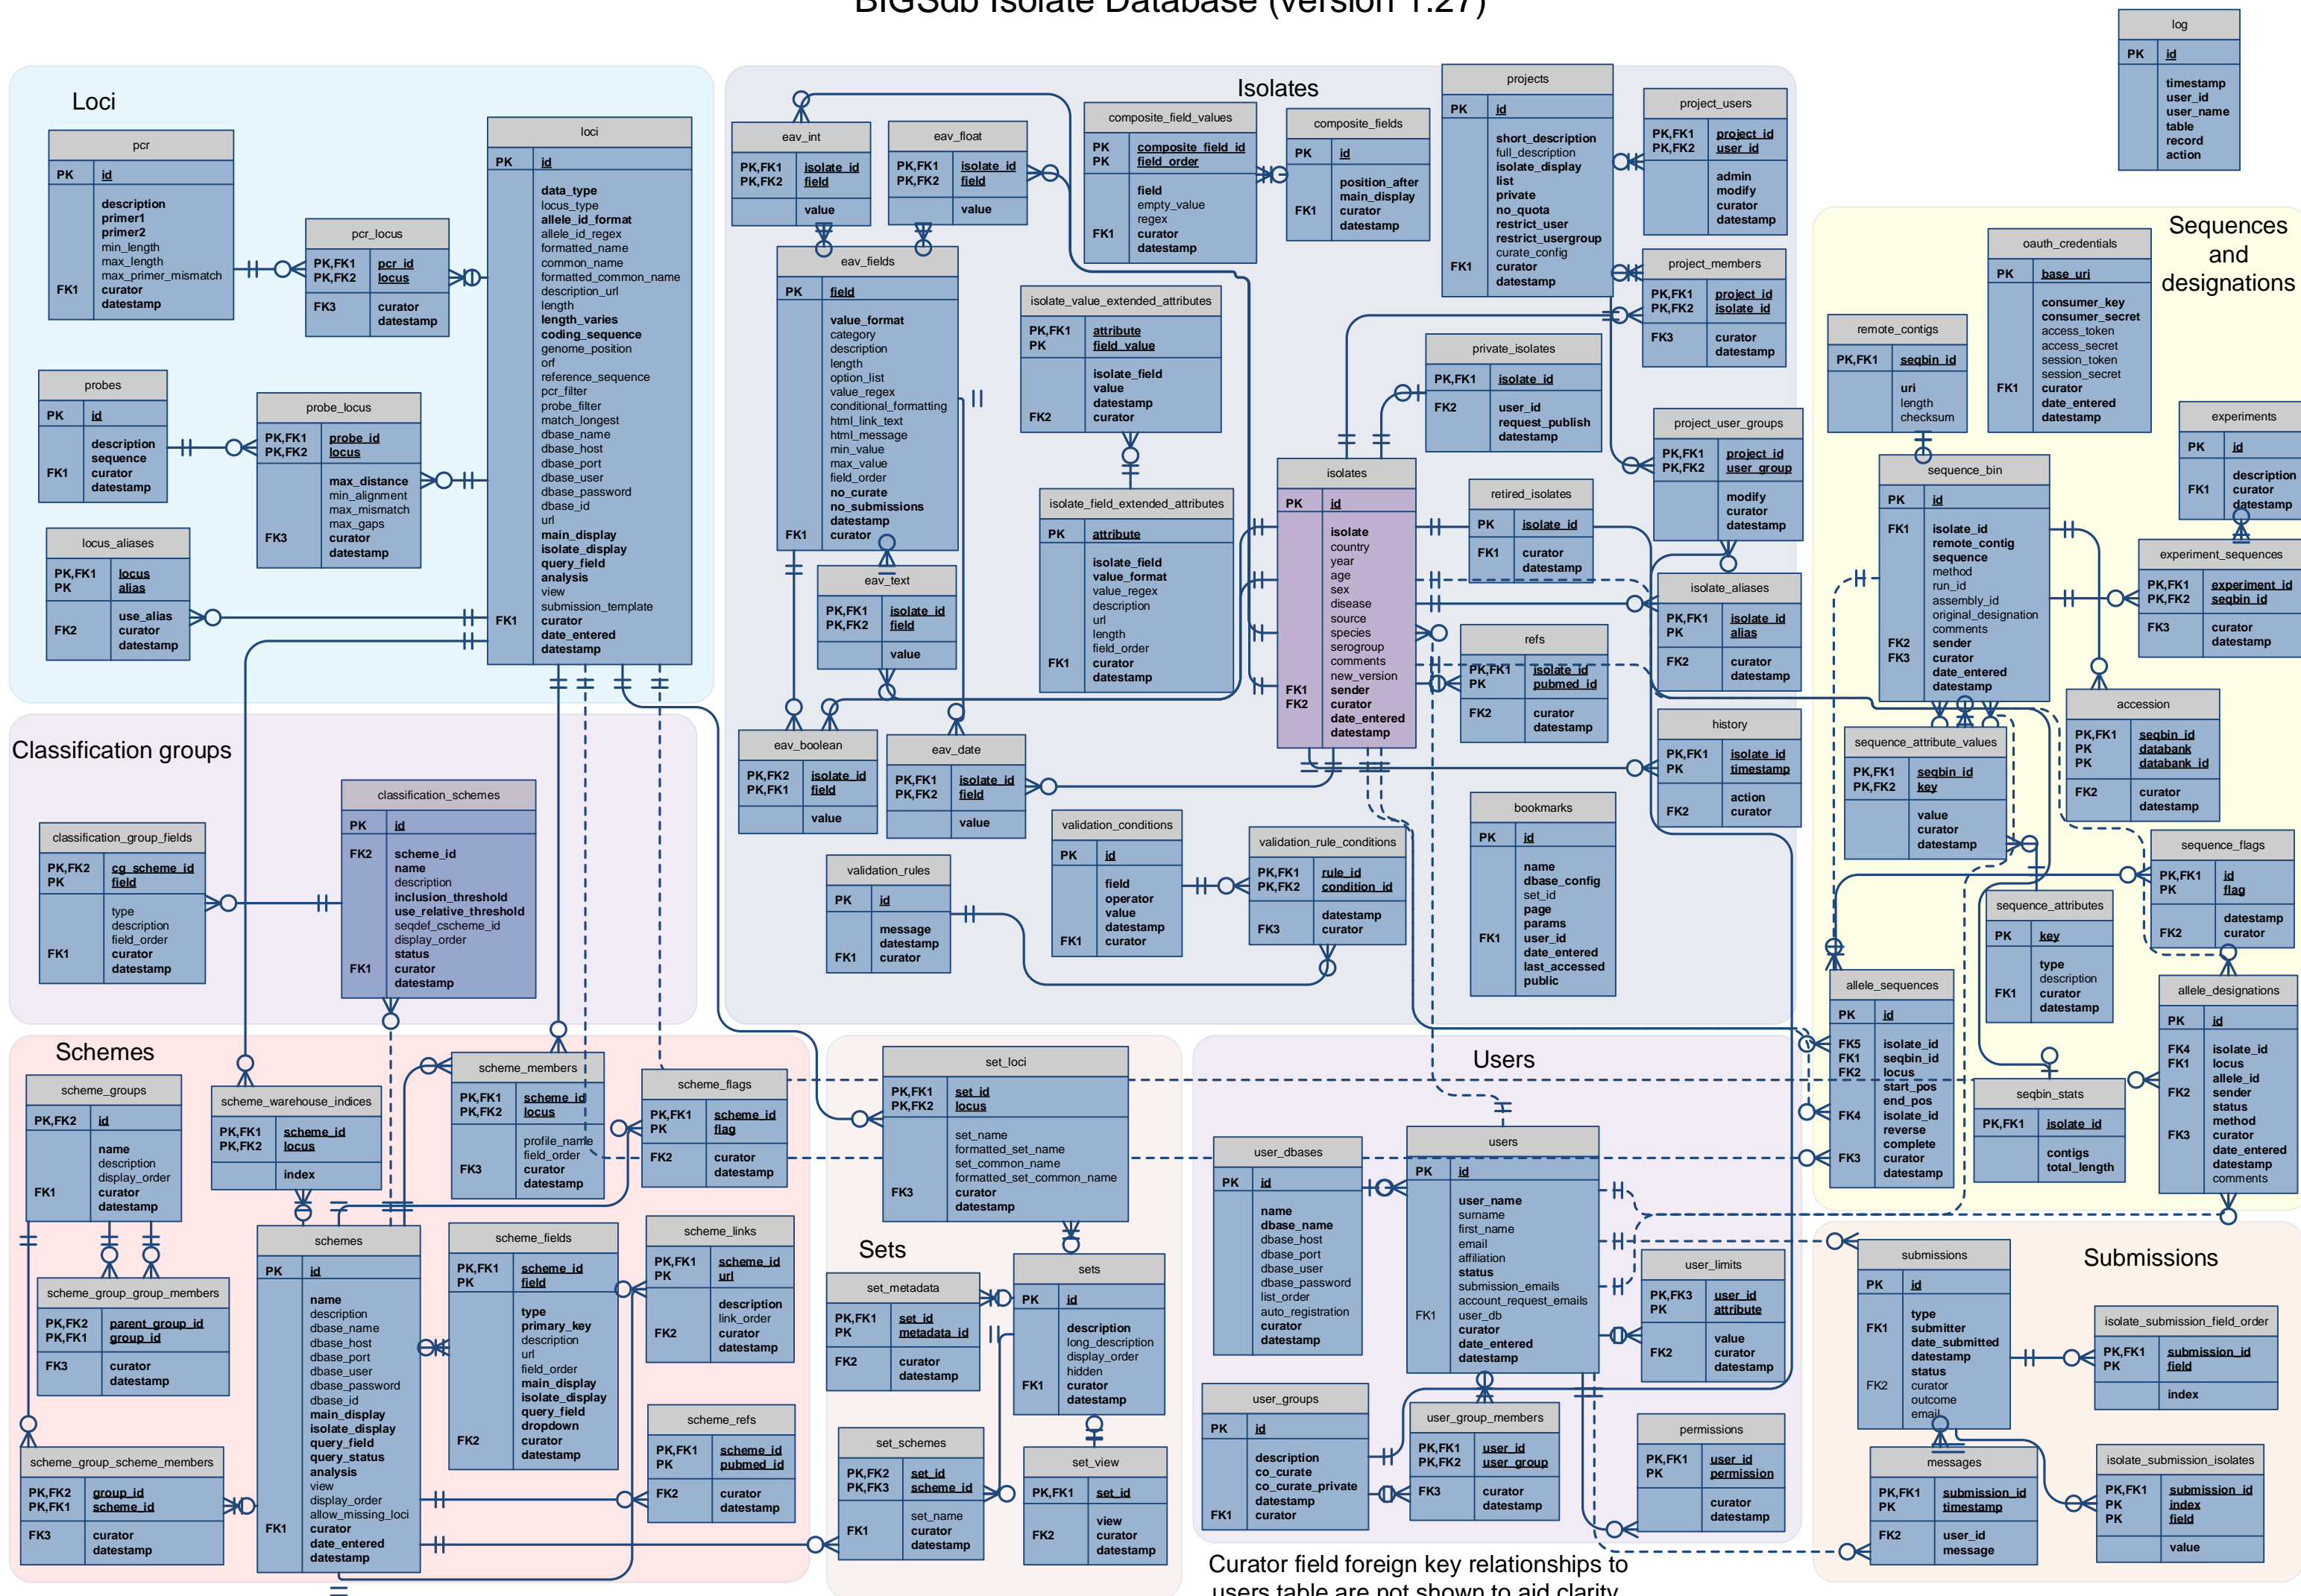 BIGSdb Isolate Database (version 1.27)
log
PK id
timestamp
user_id
user_name
table
record
action
Loci
pcr
PK id
description
primer1
primer2
min_length
max_length
max_primer_mismatch
FK1 curator
datestamp
pcr_locus
PK,FK1 pcr_id
PK,FK2 locus
FK3 curator
datestamp
probes
PK id
description
sequence
FK1 curator
datestamp
probe_locus
PK,FK1 probe_id
PK,FK2 locus
max_distance
min_alignment
max_mismatch
max_gaps
FK3 curator
datestamp
locus_aliases
PK,FK1 locus
PK alias
use_alias
FK2 curator
datestamp
loci
PK id
data_type
locus_type
allele_id_format
allele_id_regex
formatted_name
common_name
formatted_common_name
description_url
length
length_varies
coding_sequence
genome_position
orf
reference_sequence
pcr_filter
probe_filter
match_longest
dbase_name
dbase_host
dbase_port
dbase_user
dbase_password
dbase_id
url
main_display
isolate_display
query_field
analysis
view
submission_template
FK1 curator
date_entered
datestamp
Isolates
eav_int
PK,FK1 isolate_id
PK,FK2 field
value
eav_float
PK,FK1 isolate_id
PK,FK2 field
value
composite_field_values
PK composite_field_id
PK field_order
field
empty_value
regex
FK1 curator
datestamp
composite_fields
PK id
position_after
main_display
FK1 curator
datestamp
projects
PK id
short_description
full_description
isolate_display
list
private
no_quota
restrict_user
restrict_usergroup
curate_config
FK1 curator
datestamp
project_users
PK,FK1 project_id
PK,FK2 user_id
admin
modify
curator
datestamp
project_members
PK,FK1 project_id
PK,FK2 isolate_id
FK3 curator
datestamp
eav_fields
PK field
value_format
category
description
length
option_list
value_regex
conditional_formatting
html_link_text
html_message
min_value
max_value
field_order
no_curate
no_submissions
datestamp
FK1 curator
isolate_value_extended_attributes
PK,FK1 attribute
PK field_value
isolate_field
value
datestamp
FK2 curator
private_isolates
PK,FK1 isolate_id
FK2 user_id
request_publish
datestamp
project_user_groups
PK,FK1 project_id
PK,FK2 user_group
modify
curator
datestamp
isolate_field_extended_attributes
PK attribute
isolate_field
value_format
value_regex
description
url
length
field_order
FK1 curator
datestamp
isolates
PK id
isolate
country
year
age
sex
disease
source
species
serogroup
comments
new_version
FK1 sender
FK2 curator
date_entered
datestamp
retired_isolates
PK isolate_id
FK1 curator
datestamp
isolate_aliases
PK,FK1 isolate_id
PK alias
FK2 curator
datestamp
refs
PK,FK1 isolate_id
PK pubmed_id
FK2 curator
datestamp
history
PK,FK1 isolate_id
PK timestamp
action
FK2 curator
eav_text
PK,FK1 isolate_id
PK,FK2 field
value
eav_boolean
PK,FK2 isolate_id
PK,FK1 field
value
eav_date
PK,FK1 isolate_id
PK,FK2 field
value
validation_rules
PK id
message
datestamp
FK1 curator
validation_conditions
PK id
field
operator
value
datestamp
FK1 curator
validation_rule_conditions
PK,FK1 rule_id
PK,FK2 condition_id
datestamp
FK3 curator
bookmarks
PK id
name
dbase_config
set_id
page
params
FK1 user_id
date_entered
last_accessed
public
Sequences
and
designations
oauth_credentials
PK base_uri
consumer_key
consumer_secret
access_token
access_secret
session_token
session_secret
FK1 curator
date_entered
datestamp
remote_contigs
PK,FK1 seqbin_id
uri
length
checksum
experiments
PK id
description
FK1 curator
datestamp
sequence_bin
PK id
FK1 isolate_id
remote_contig
sequence
method
run_id
assembly_id
original_designation
comments
FK2 sender
FK3 curator
date_entered
datestamp
experiment_sequences
PK,FK1 experiment_id
PK,FK2 seqbin_id
FK3 curator
datestamp
accession
PK,FK1 seqbin_id
PK databank
PK databank_id
FK2 curator
datestamp
sequence_attribute_values
PK,FK1 seqbin_id
PK,FK2 key
value
curator
datestamp
sequence_flags
PK,FK1 id
PK flag
datestamp
FK2 curator
sequence_attributes
PK key
type
description
FK1 curator
datestamp
allele_sequences
PK id
FK5 isolate_id
FK1 seqbin_id
FK2 locus
start_pos
end_pos
FK4 isolate_id
reverse
complete
FK3 curator
datestamp
allele_designations
PK id
FK4 isolate_id
FK1 locus
allele_id
FK2 sender
status
method
FK3 curator
date_entered
datestamp
comments
seqbin_stats
PK,FK1 isolate_id
contigs
total_length
Classification groups
classification_group_fields
PK,FK2 cg_scheme_id
PK field
type
description
field_order
FK1 curator
datestamp
classification_schemes
PK id
FK2 scheme_id
name
description
inclusion_threshold
use_relative_threshold
seqdef_cscheme_id
display_order
status
FK1 curator
datestamp
Schemes
scheme_groups
PK,FK2 id
name
description
display_order
FK1 curator
datestamp
scheme_warehouse_indices
PK,FK1 scheme_id
PK,FK2 locus
index
scheme_members
PK,FK1 scheme_id
PK,FK2 locus
profile_name
field_order
FK3 curator
datestamp
scheme_flags
PK,FK1 scheme_id
PK flag
FK2 curator
datestamp
scheme_group_group_members
PK,FK2 parent_group_id
PK,FK1 group_id
FK3 curator
datestamp
schemes
PK id
name
description
dbase_name
dbase_host
dbase_port
dbase_user
dbase_password
dbase_id
main_display
isolate_display
query_field
query_status
analysis
view
display_order
allow_missing_loci
FK1 curator
date_entered
datestamp
scheme_fields
PK,FK1 scheme_id
PK field
type
primary_key
description
url
field_order
main_display
isolate_display
query_field
dropdown
FK2 curator
datestamp
scheme_links
PK,FK1 scheme_id
PK url
description
link_order
FK2 curator
datestamp
scheme_refs
PK,FK1 scheme_id
PK pubmed_id
FK2 curator
datestamp
scheme_group_scheme_members
PK,FK2 group_id
PK,FK1 scheme_id
FK3 curator
datestamp
set_loci
PK,FK1 set_id
PK,FK2 locus
set_name
formatted_set_name
set_common_name
formatted_set_common_name
FK3 curator
datestamp
Sets
set_metadata
PK,FK1 set_id
PK metadata_id
FK2 curator
datestamp
sets
PK id
description
long_description
display_order
hidden
FK1 curator
datestamp
set_schemes
PK,FK2 set_id
PK,FK3 scheme_id
set_name
FK1 curator
datestamp
set_view
PK,FK1 set_id
view
FK2 curator
datestamp
Users
user_dbases
PK id
name
dbase_name
dbase_host
dbase_port
dbase_user
dbase_password
list_order
auto_registration
curator
datestamp
users
PK id
user_name
surname
first_name
email
affiliation
status
submission_emails
account_request_emails
FK1 user_db
curator
date_entered
datestamp
user_limits
PK,FK3 user_id
PK attribute
value
FK2 curator
datestamp
user_groups
PK id
description
co_curate
co_curate_private
datestamp
FK1 curator
user_group_members
PK,FK1 user_id
PK,FK2 user_group
FK3 curator
datestamp
permissions
PK,FK1 user_id
PK permission
curator
datestamp
Submissions
submissions
PK id
type
FK1 submitter
date_submitted
datestamp
status
FK2 curator
outcome
email
isolate_submission_field_order
PK,FK1 submission_id
PK field
index
messages
PK,FK1 submission_id
PK timestamp
FK2 user_id
message
isolate_submission_isolates
PK,FK1 submission_id
PK index
PK field
value
Curator field foreign key relationships to
users table are not shown to aid clarity